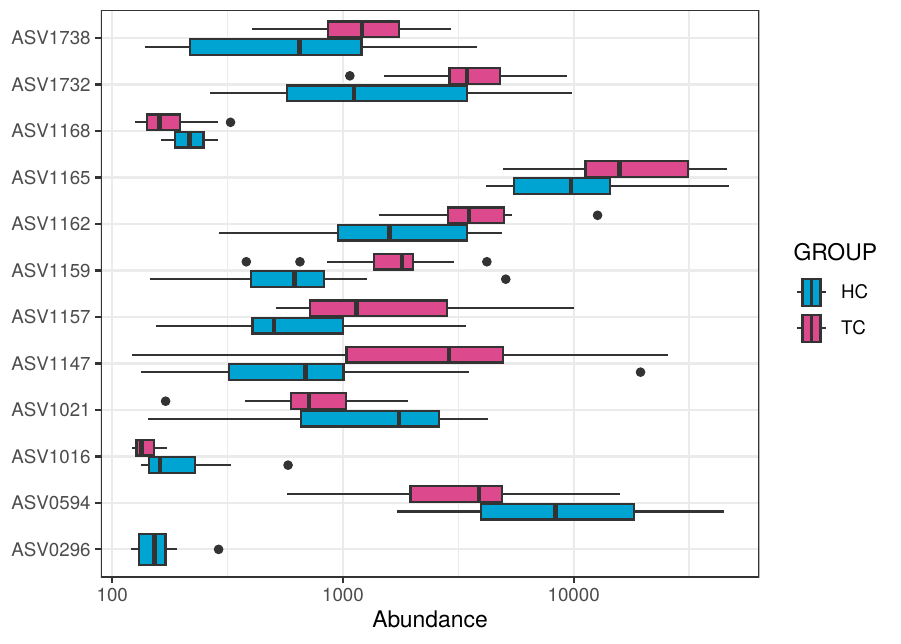 ASV1738
ASV1732
ASV1168
ASV1165
ASV1162
ASV1159
ASV1157
ASV1147
ASV1021
ASV1016
ASV0594
ASV0296
100 1000 10000
Abundance
GROUP
HC
TC